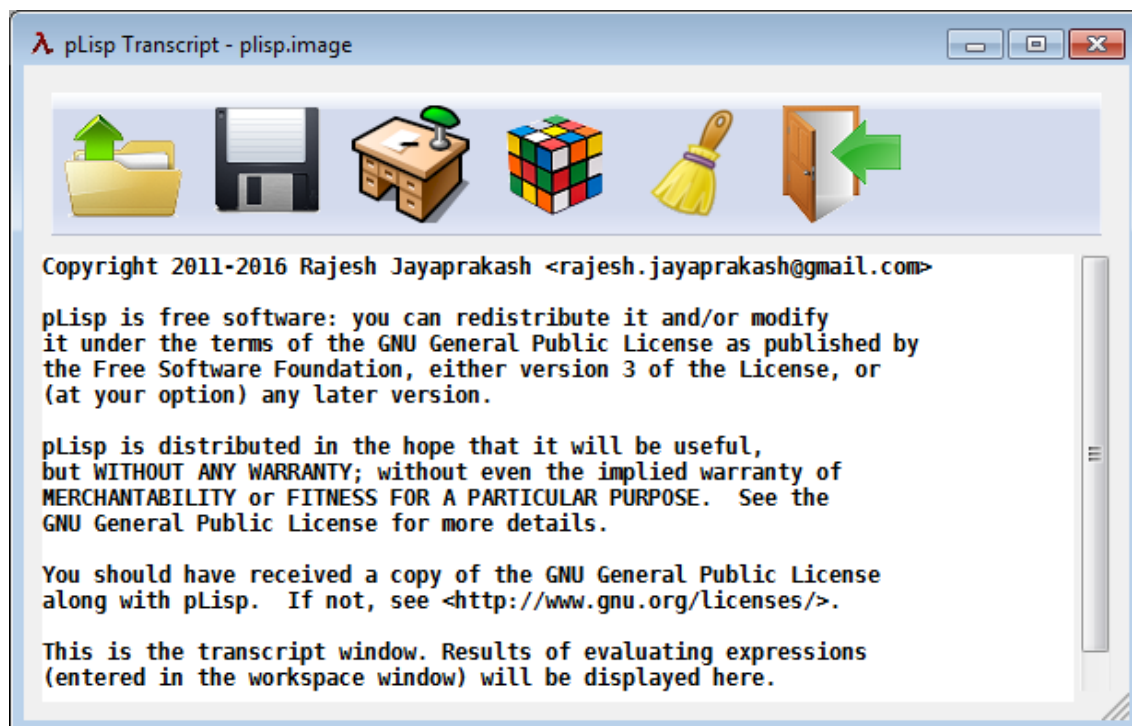 λ pLisp Transcript - plisp.image
Copyright 2011-2016 Rajesh Jayaprakash <rajesh.jayaprakash@gmail.com>
pLisp is free software: you can redistribute it and/or modify
it under the terms of the GNU General Public License as published by
the Free Software Foundation, either version 3 of the License, or
(at your option) any later version.
pLisp is distributed in the hope that it will be useful,
but WITHOUT ANY WARRANTY; without even the implied warranty of
MERCHANTABILITY or FITNESS FOR A PARTICULAR PURPOSE.  See the
GNU General Public License for more details.
You should have received a copy of the GNU General Public License
along with pLisp.  If not, see <http://www.gnu.org/licenses/>.
This is the transcript window. Results of evaluating expressions
(entered in the workspace window) will be displayed here.